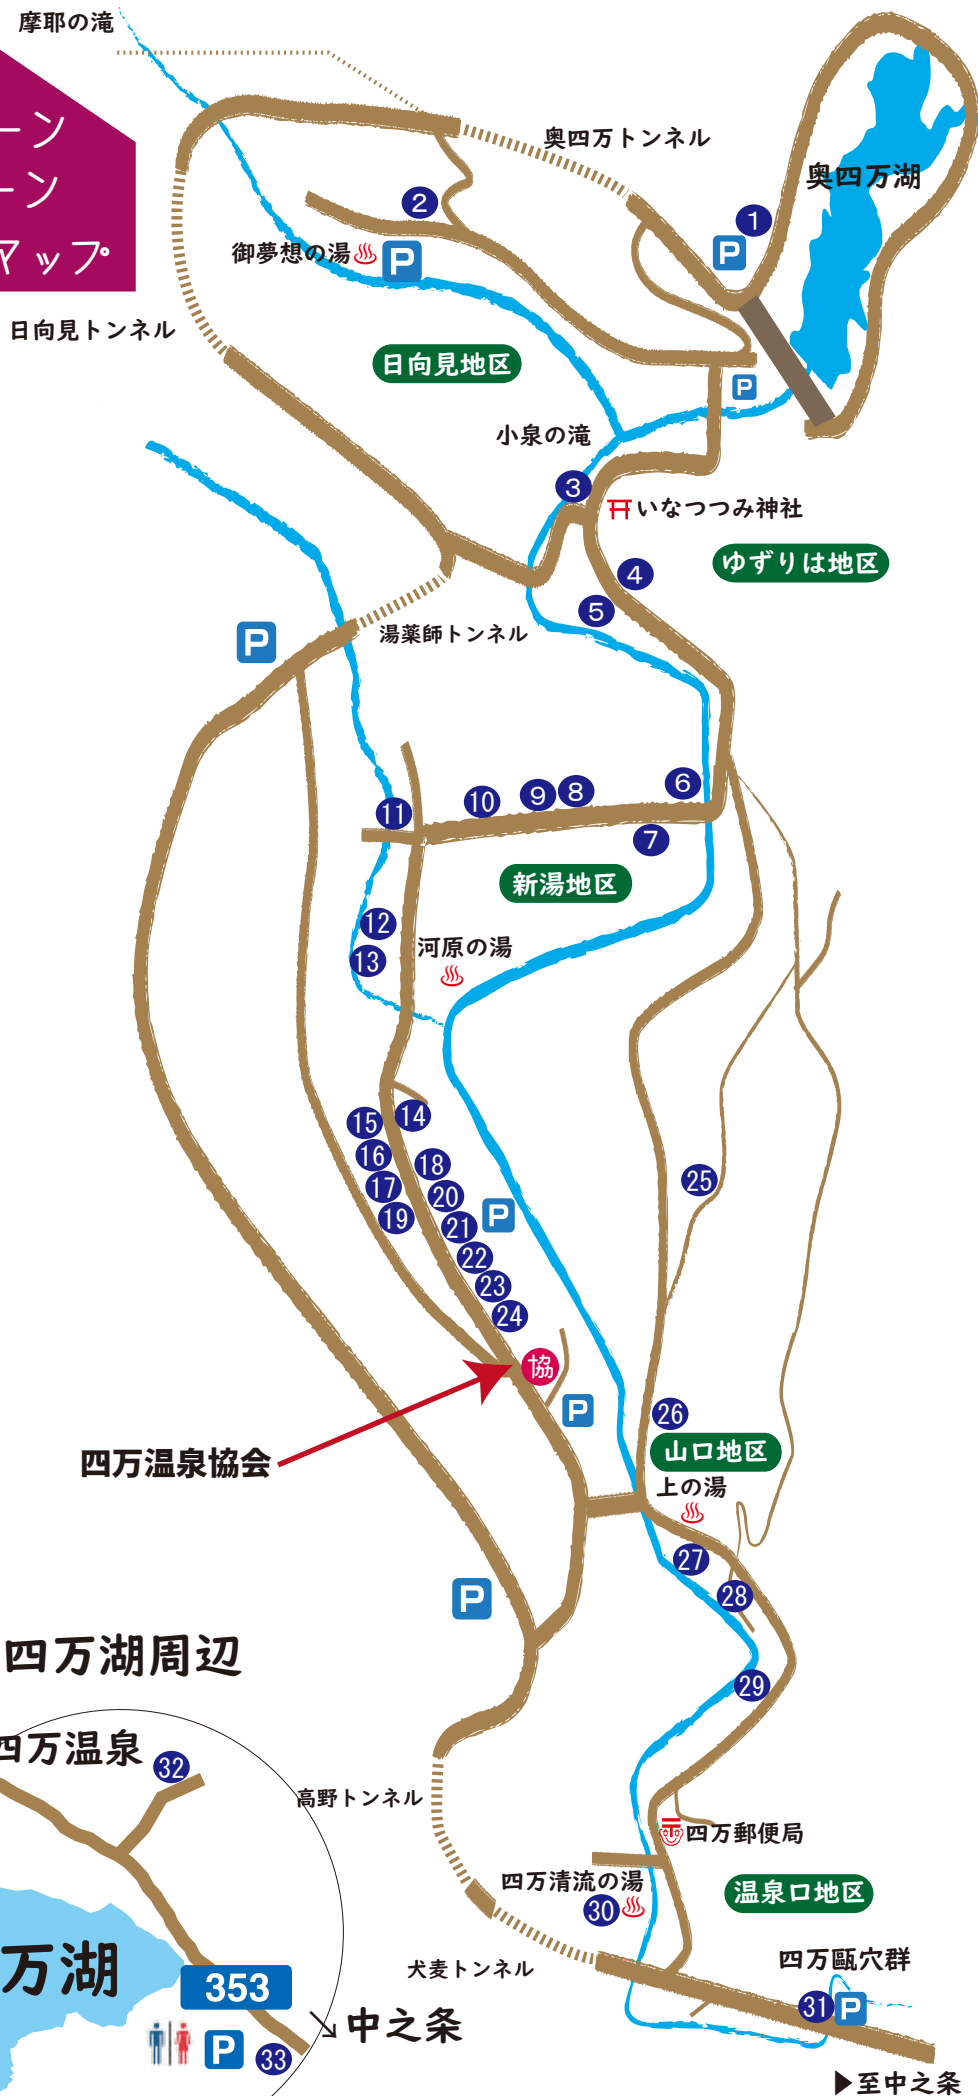 摩耶の滝
ーン
ーン
マップ
奥四万トンネル
奥四万湖
1
P
2
御夢想の湯
P
日向見トンネル
日向見地区
P
小泉の滝
3
いなつつみ神社
ゆずりは地区
4
5
湯薬師トンネル
P
6
7
8
9
10
11
新湯地区
12
13
河原の湯
14
15
16
17
18
19
20
P
21
22
23
24
25
協
P
26
四万温泉協会
山口地区
上の湯
27
28
P
29
四万湖周辺
四万温泉
32
高野トンネル
四万郵便局
四万清流の湯
30
温泉口地区
犬麦トンネル
四万甌穴群
31
P
万湖
353
中之条
P
33
▶至中之条